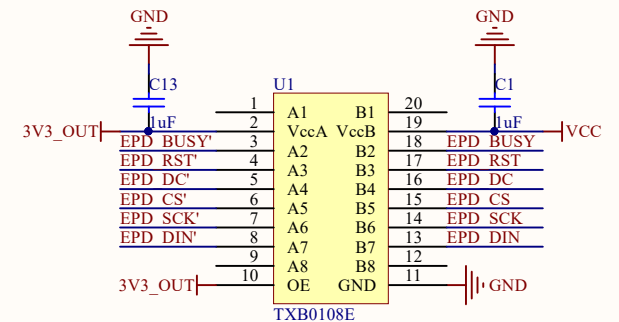 GND GND
C13 C1
U1
1uF 1uF
1 A1 B1 20
3V3_OUT 2 VccA VccB 19 VCC
EPD_BUSY' 3 A2 B2 18 EPD_BUSY
EPD_RST' 4 A3 B3 17 EPD_RST
EPD_DC' 5 A4 B4 16 EPD_DC
EPD_CS' 6 A5 B5 15 EPD_CS
EPD_SCK' 7 A6 B6 14 EPD_SCK
EPD_DIN' 8 A7 B7 13 EPD_DIN
9 A8 B8 12
3V3_OUT 10 OE GND 11 GND
TXB0108E